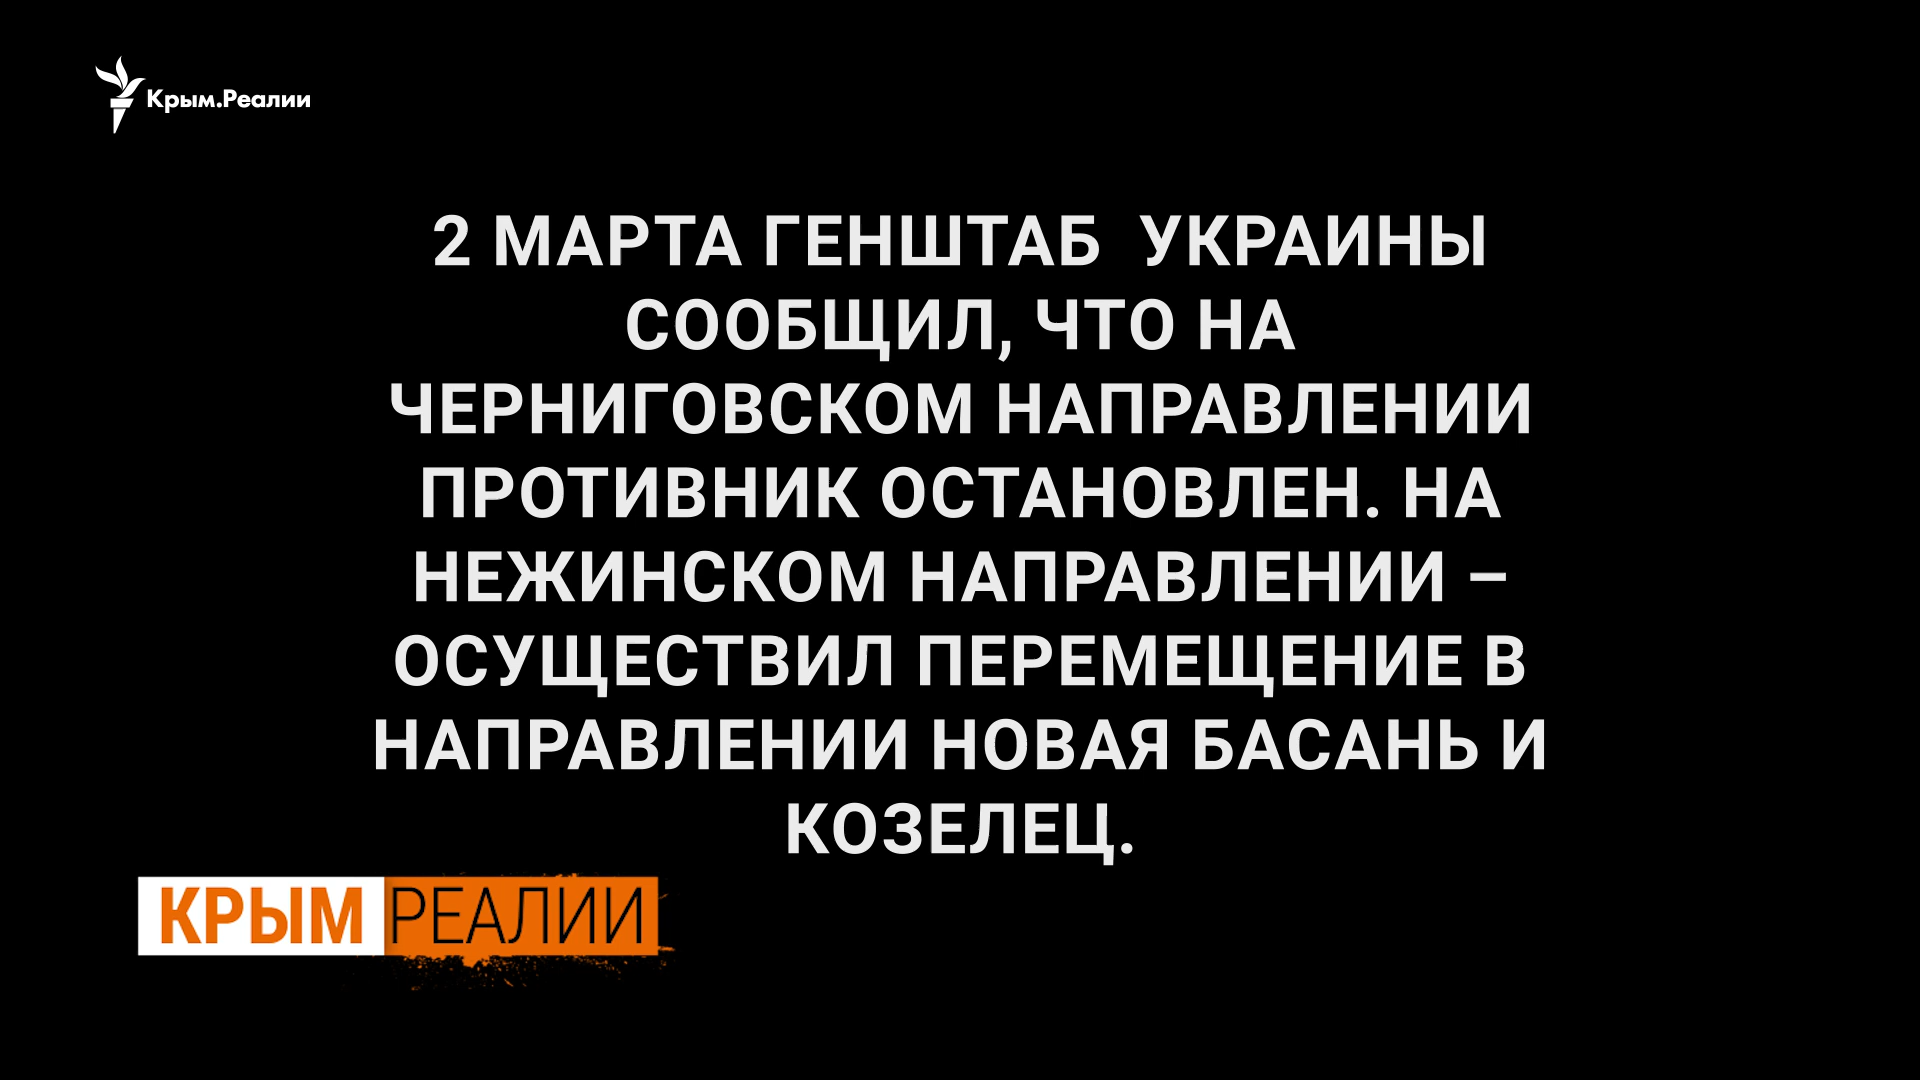 Крым.Реалии
2 МАРТА ГЕНШТАБ  УКРАИНЫ
СООБЩИЛ, ЧТО НА
ЧЕРНИГОВСКОМ НАПРАВЛЕНИИ
ПРОТИВНИК ОСТАНОВЛЕН. НА
НЕЖИНСКОМ НАПРАВЛЕНИИ –
ОСУЩЕСТВИЛ ПЕРЕМЕЩЕНИЕ В
НАПРАВЛЕНИИ НОВАЯ БАСАНЬ И
КОЗЕЛЕЦ.
КРЫМ РЕАЛИИ